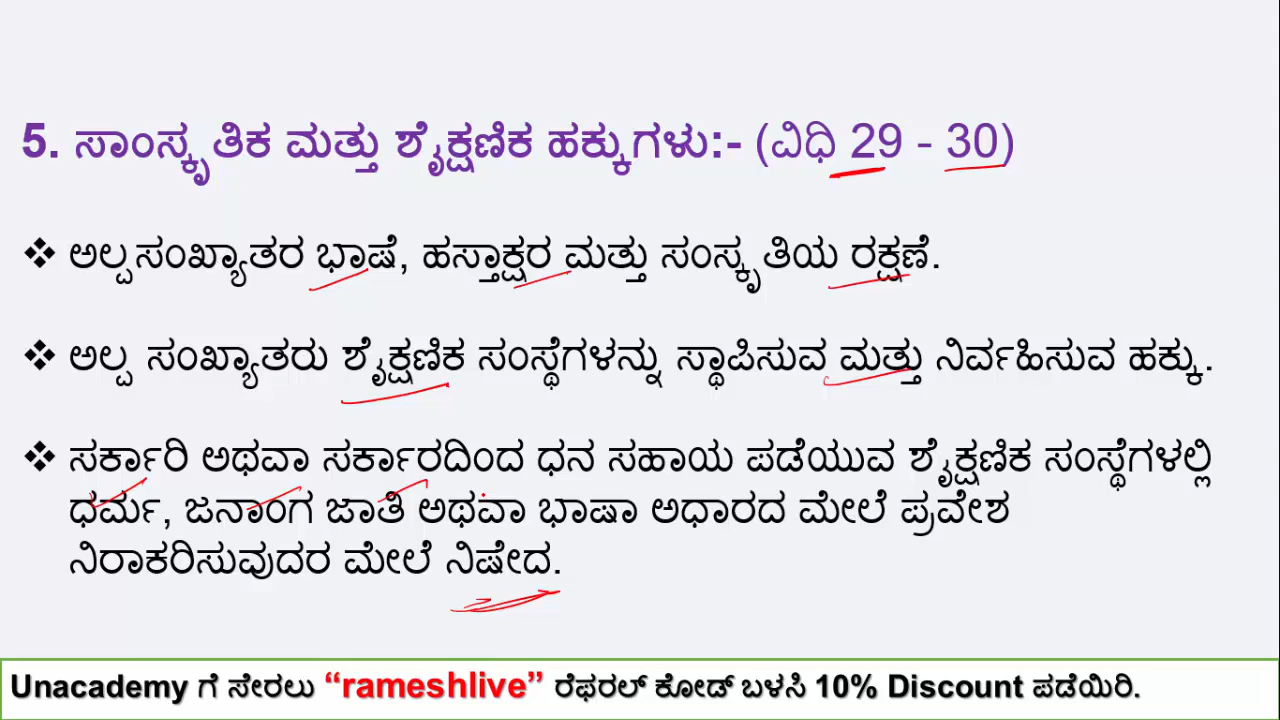 5. ಸಾಂಸ್ಕೃತಿಕ ಮತ್ತು ಶೈಕ್ಷಣಿಕ ಹಕ್ಕುಗಳು:- (ವಿಧಿ 29 - 30)
❖ ಅಲ್ಪಸಂಖ್ಯಾತರ ಭಾಷೆ, ಹಸ್ತಾಕ್ಷರ ಮತ್ತು ಸಂಸ್ಕೃತಿಯ ರಕ್ಷಣೆ.
❖ ಅಲ್ಪ ಸಂಖ್ಯಾತರು ಶೈಕ್ಷಣಿಕ ಸಂಸ್ಥೆಗಳನ್ನು ಸ್ಥಾಪಿಸುವ ಮತ್ತು ನಿರ್ವಹಿಸುವ ಹಕ್ಕು.
❖ ಸರ್ಕಾರಿ ಅಥವಾ ಸರ್ಕಾರದಿಂದ ಧನ ಸಹಾಯ ಪಡೆಯುವ ಶೈಕ್ಷಣಿಕ ಸಂಸ್ಥೆಗಳಲ್ಲಿ
ಧರ್ಮ, ಜನಾಂಗ ಜಾತಿ ಅಥವಾ ಭಾಷಾ ಅಧಾರದ ಮೇಲೆ ಪ್ರವೇಶ
ನಿರಾಕರಿಸುವುದರ ಮೇಲೆ ನಿಷೇದ.
Unacademy ಗೆ ಸೇರಲು “rameshlive” ರೆಫರಲ್ ಕೋಡ್ ಬಳಸಿ 10% Discount ಪಡೆಯಿರಿ.